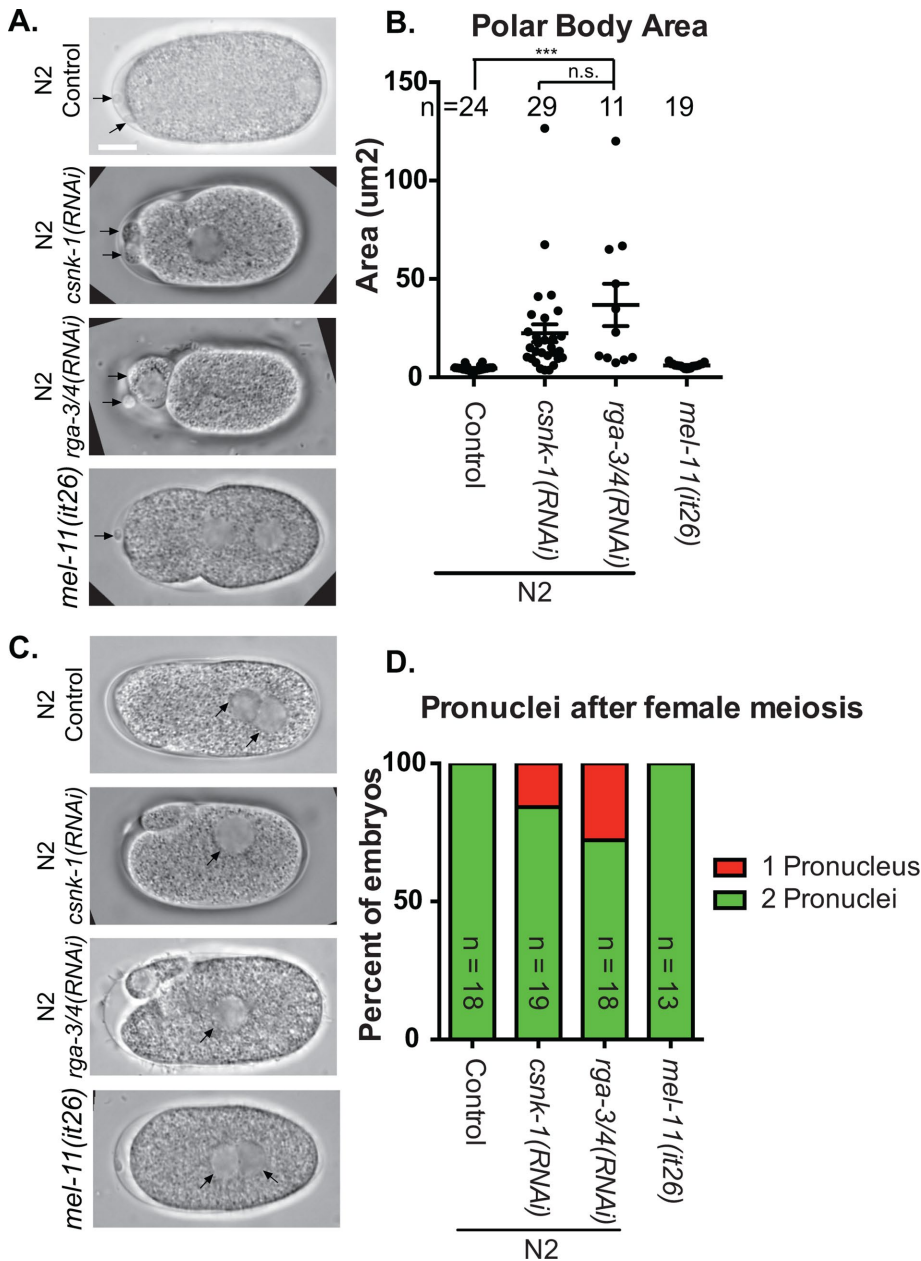 A.
N2
Control
N2
csnk-1(RNAi)
N2
rga-3/4(RNAi)
mel-11(it26)
B.
Polar Body Area
***
n.s.
n =24 29 11 19
Area (um2)
150
100
50
0
Control
csnk-1(RNAi)
rga-3/4(RNAi)
mel-11(it26)
N2
C.
N2
Control
N2
csnk-1(RNAi)
N2
rga-3/4(RNAi)
mel-11(it26)
D.
Pronuclei after female meiosis
Percent of embryos
100
50
0
n = 18
n = 19
n = 18
n = 13
1 Pronucleus
2 Pronuclei
Control
csnk-1(RNAi)
rga-3/4(RNAi)
mel-11(it26)
N2